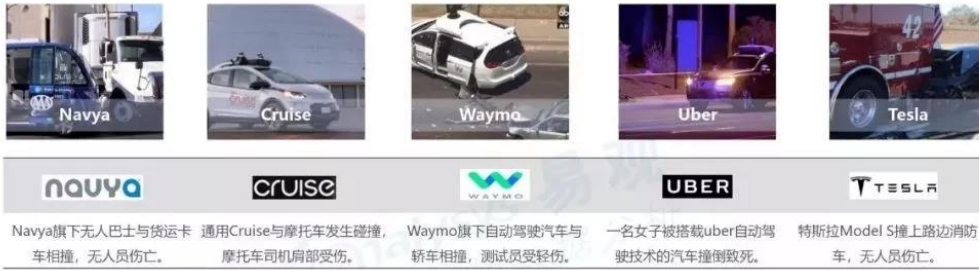 Navya
Cruise
Waymo
Uber
Tesla
42
AAA
cruise
navya
cruise
WAYMO
UBER
TESLA
Navya旗下无人巴士与货运卡
车相撞，无人员伤亡。
通用Cruise与摩托车发生碰撞，
摩托车司机肩部受伤。
Waymo旗下自动驾驶汽车与
轿车相撞，测试员受轻伤。
一名女子被搭载uber自动驾
驶技术的汽车撞倒致死。
特斯拉Model S撞上路边消防
车，无人员伤亡。
易观